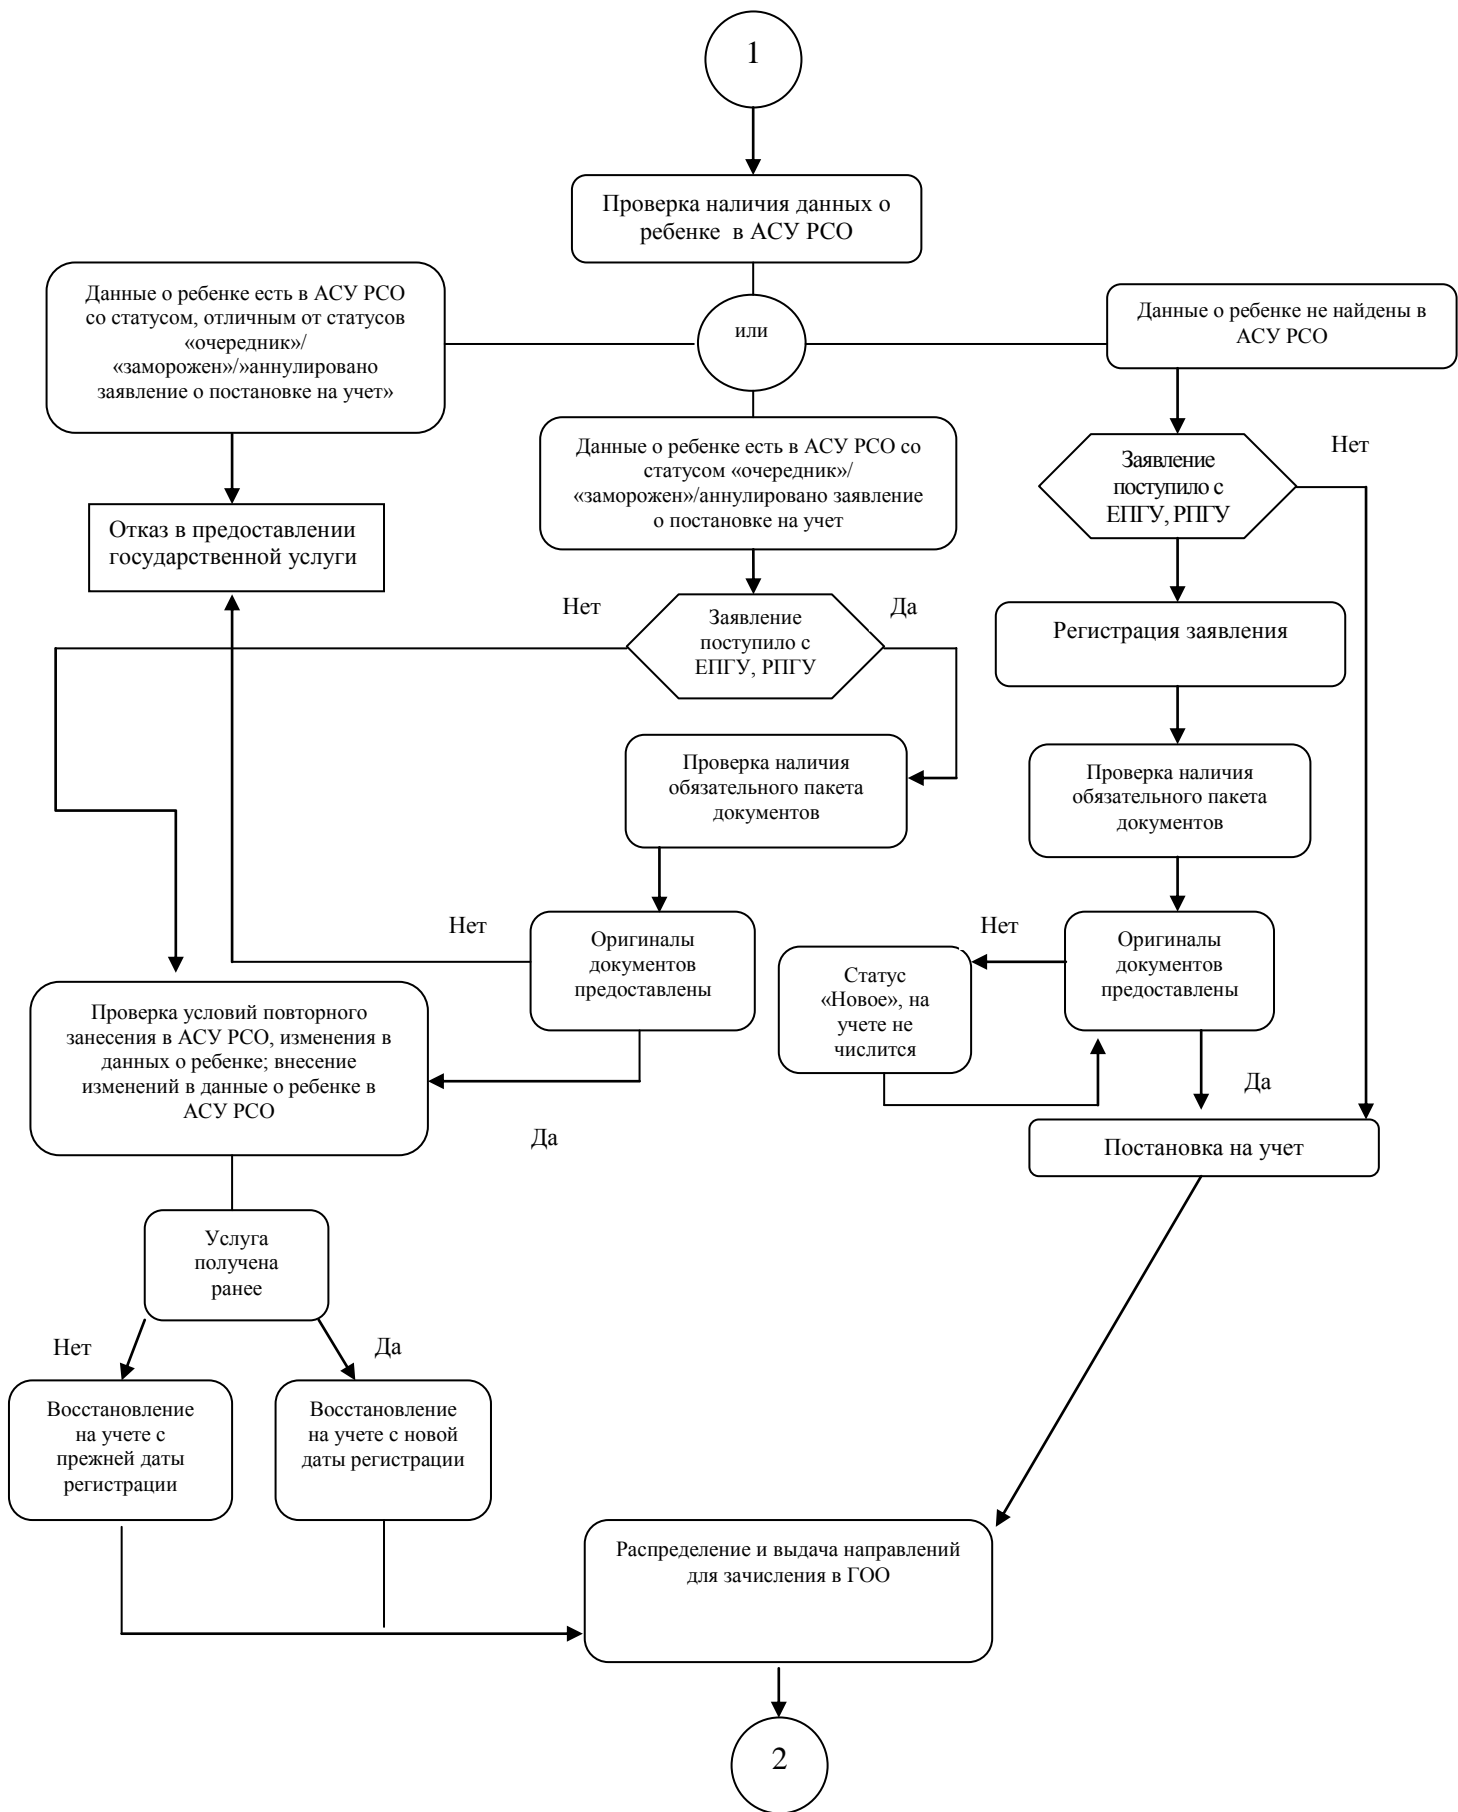 1
Проверка наличия данных о
ребенке в АСУ РСО
Данные о ребенке есть в АСУ РСО
со статусом, отличным от статусов
«очередник»/
«заморожен»/»аннулировано
заявление о постановке на учет»
или
Данные о ребенке не найдены в
АСУ РСО
Данные о ребенке есть в АСУ РСО со
статусом «очередник»/
«заморожен»/аннулировано заявление
о постановке на учет
Заявление
поступило с
ЕПГУ, РПГУ
Нет
Отказ в предоставлении
государственной услуги
Нет
Заявление
поступило с
ЕПГУ, РПГУ
Да
Регистрация заявления
Проверка наличия
обязательного пакета
документов
Проверка наличия
обязательного пакета
документов
Нет
Оригиналы
документов
предоставлены
Нет
Статус
«Новое», на
учете не
числится
Оригиналы
документов
предоставлены
Проверка условий повторного
занесения в АСУ РСО, изменения в
данных о ребенке; внесение
изменений в данные о ребенке в
АСУ РСО
Да
Да
Постановка на учет
Услуга
получена
ранее
Нет
Да
Восстановление
на учете с
прежней даты
регистрации
Восстановление
на учете с новой
даты регистрации
Распределение и выдача направлений
для зачисления в ГОО
2